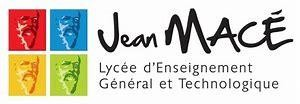 Jean MACÉ
Lycée d'Enseignement
Général et Technologique